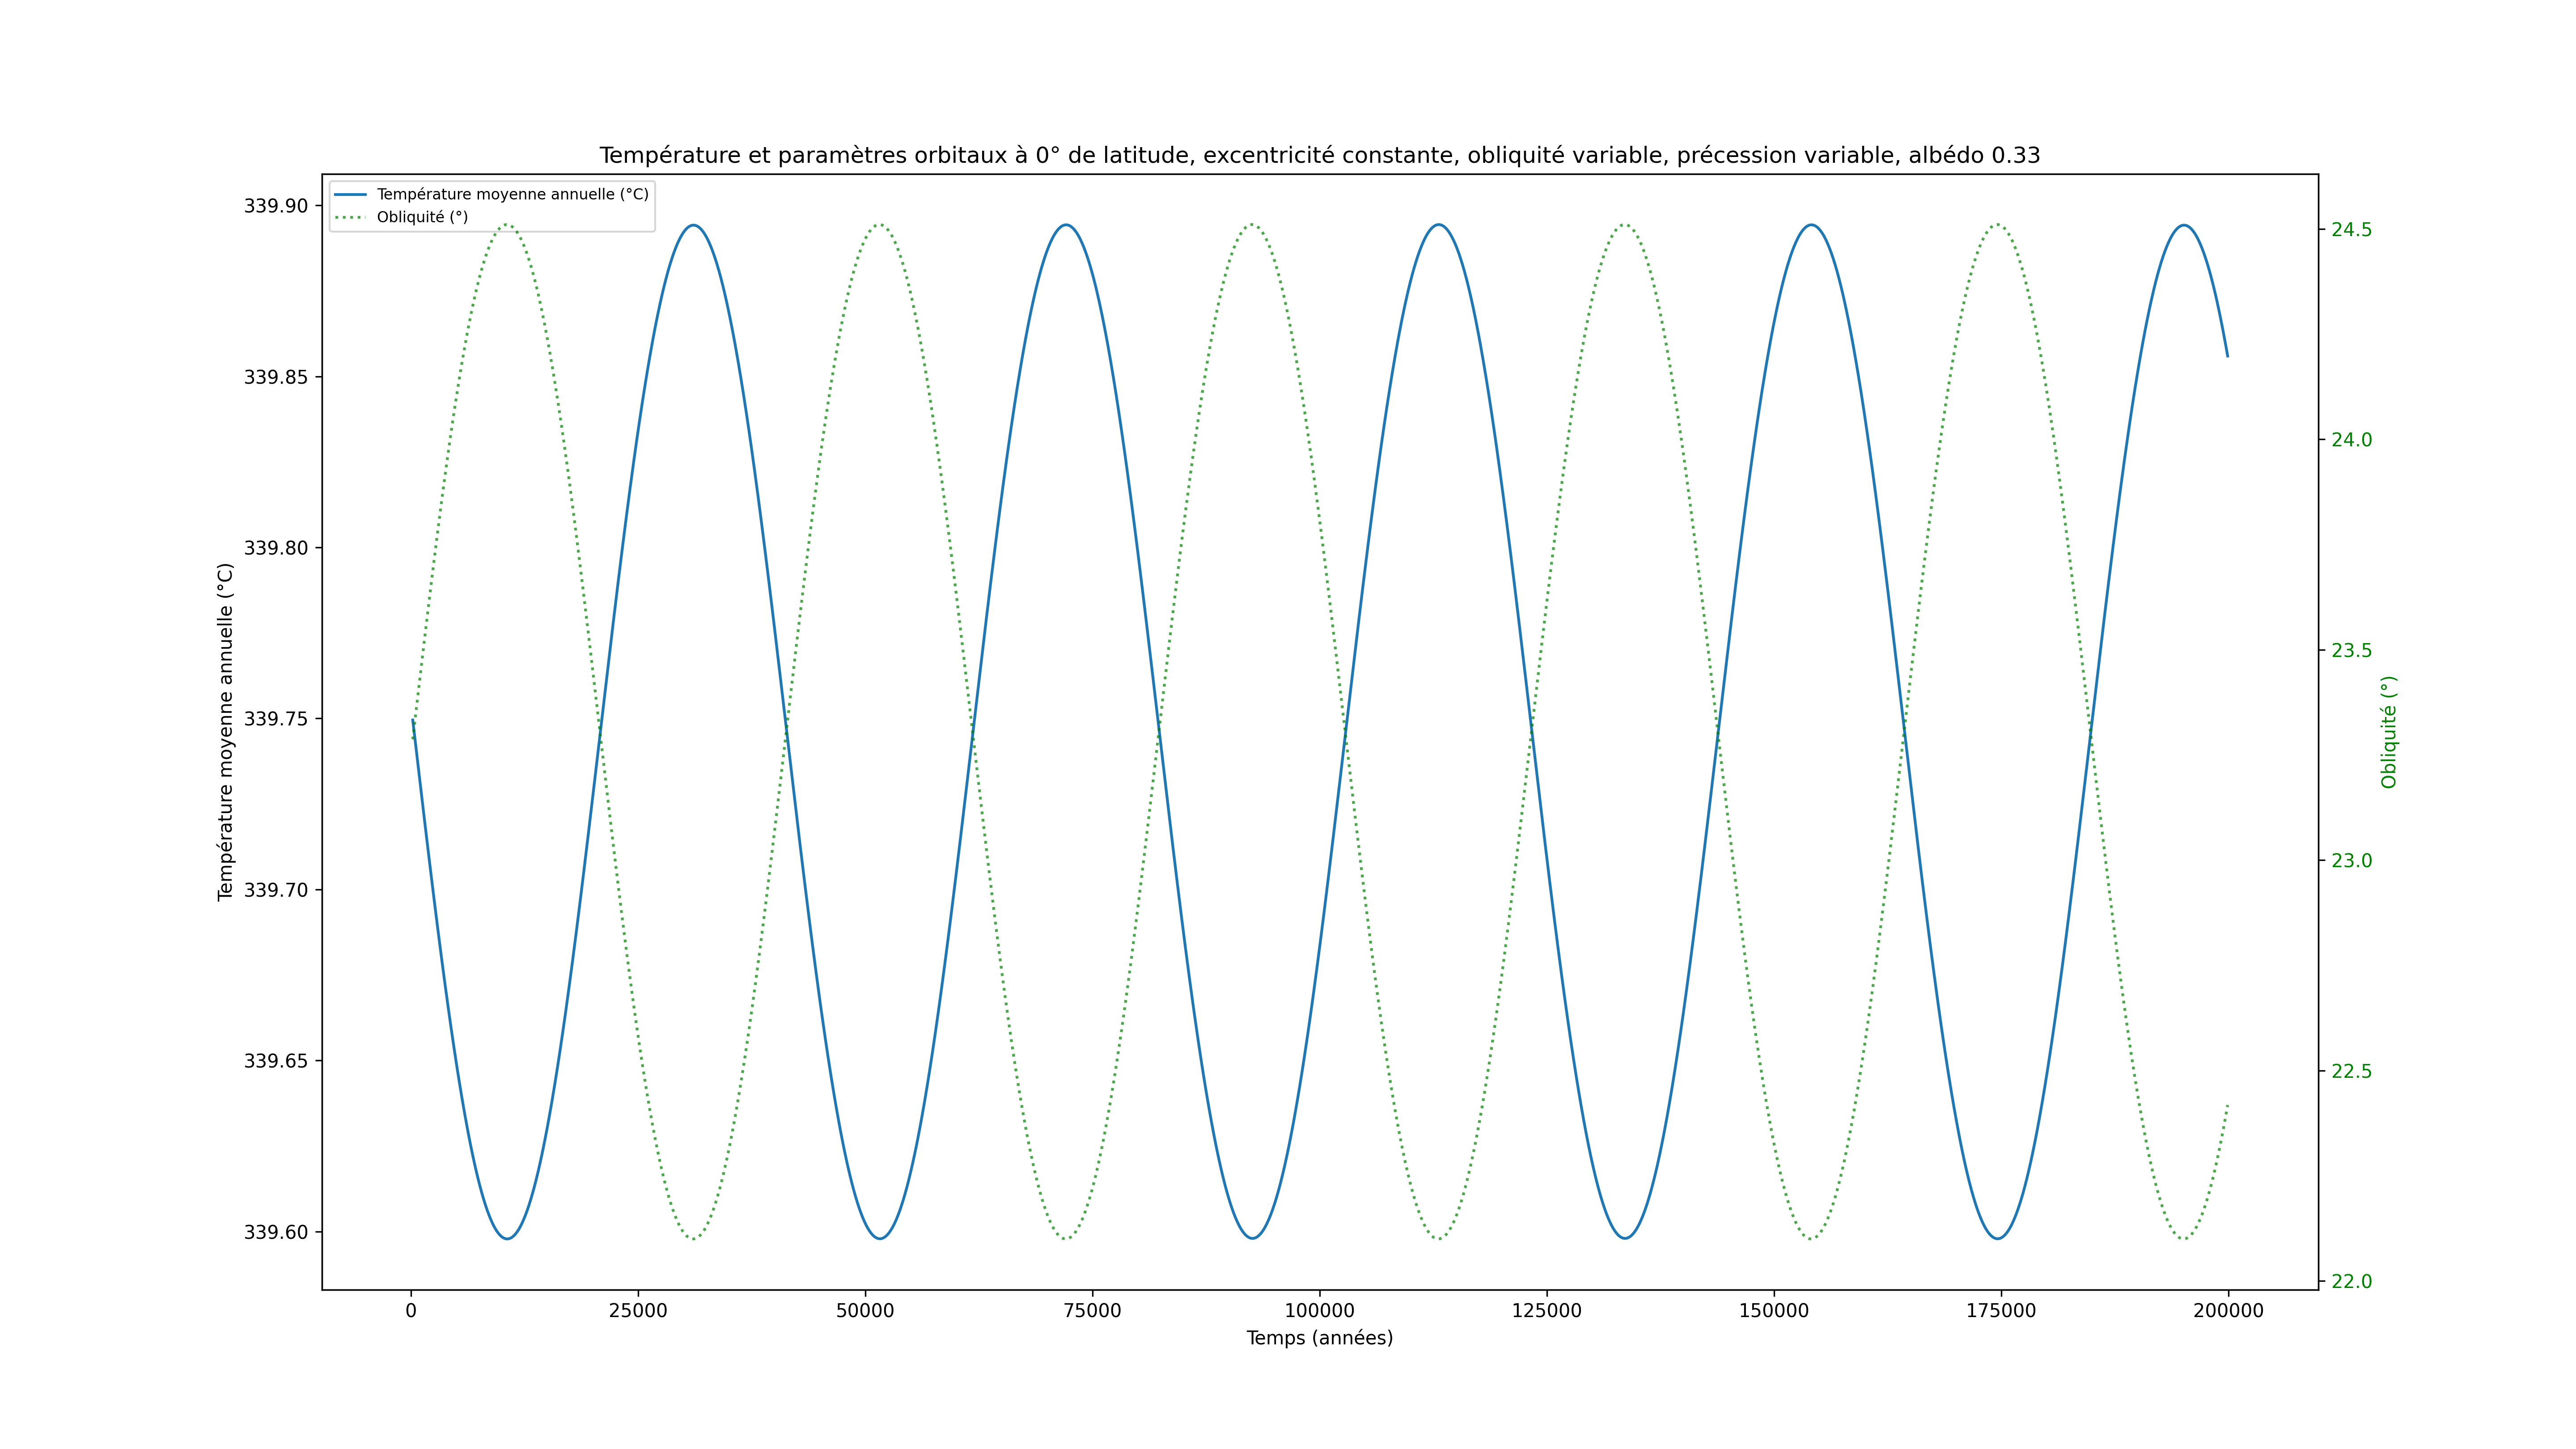 Température et paramètres orbitaux à 0° de latitude, excentricité constante, obliquité variable, précession variable, albédo 0.33
Température moyenne annuelle (°C)
Obliquité (°)
339.90
339.85
339.80
339.75
339.70
339.65
339.60
Température moyenne annuelle (°C)
24.5
24.0
23.5
23.0
22.5
22.0
Obliquité (°)
0 25000 50000 75000 100000 125000 150000 175000 200000
Temps (années)